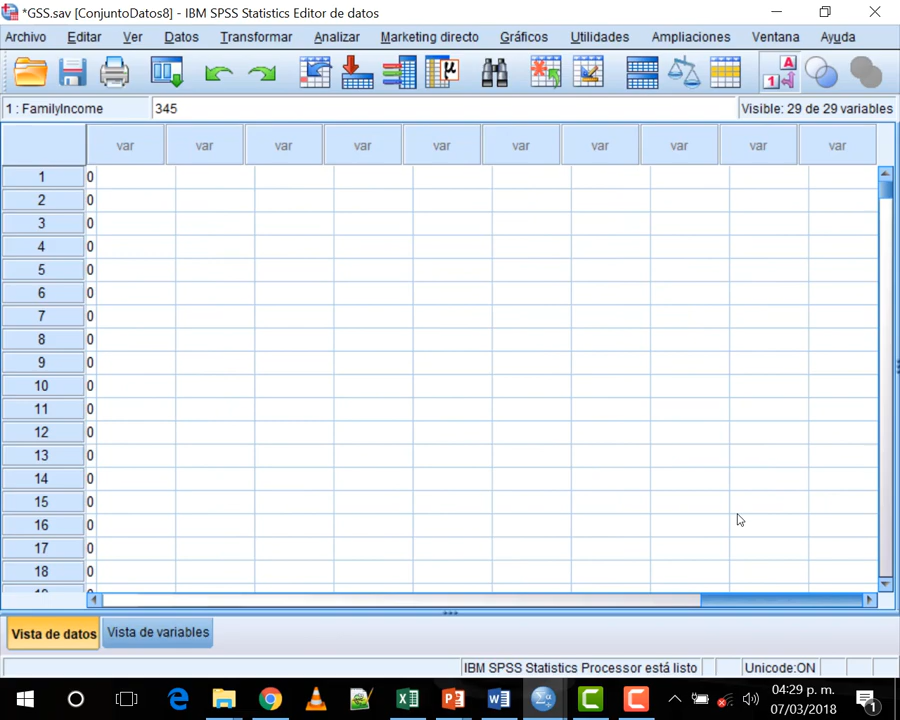 *GSS.sav [ConjuntoDatos8] - IBM SPSS Statistics Editor de datos
Archivo Editar Ver Datos Transformar Analizar Marketing directo Gráficos Utilidades Ampliaciones Ventana Ayuda
1 : FamilyIncome 345 Visible: 29 de 29 variables
var var var var var var var var var var
1 0
2 0
3 0
4 0
5 0
6 0
7 0
8 0
9 0
10 0
11 0
12 0
13 0
14 0
15 0
16 0
17 0
18 0
Vista de datos Vista de variables
IBM SPSS Statistics Processor está listo Unicode:ON
04:29 p. m.
07/03/2018